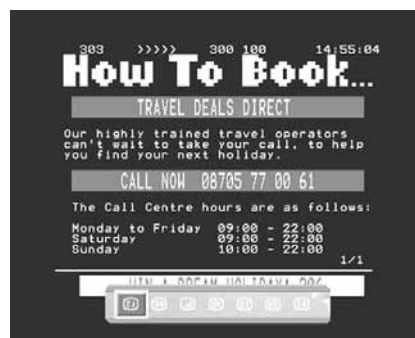 303 >>>>> 300 100 14:55:04
How To Book...
TRAVEL DEALS DIRECT
Our highly trained travel operators
can't wait to take your call, to help
you find your next holiday.
CALL NOW 08705 77 00 61
The Call Centre hours are as follows:
Monday to Friday 09:00 - 22:00
Saturday 09:00 - 22:00
Sunday 10:00 - 22:00
1/1
WIN A DREAM HOLIDAY!